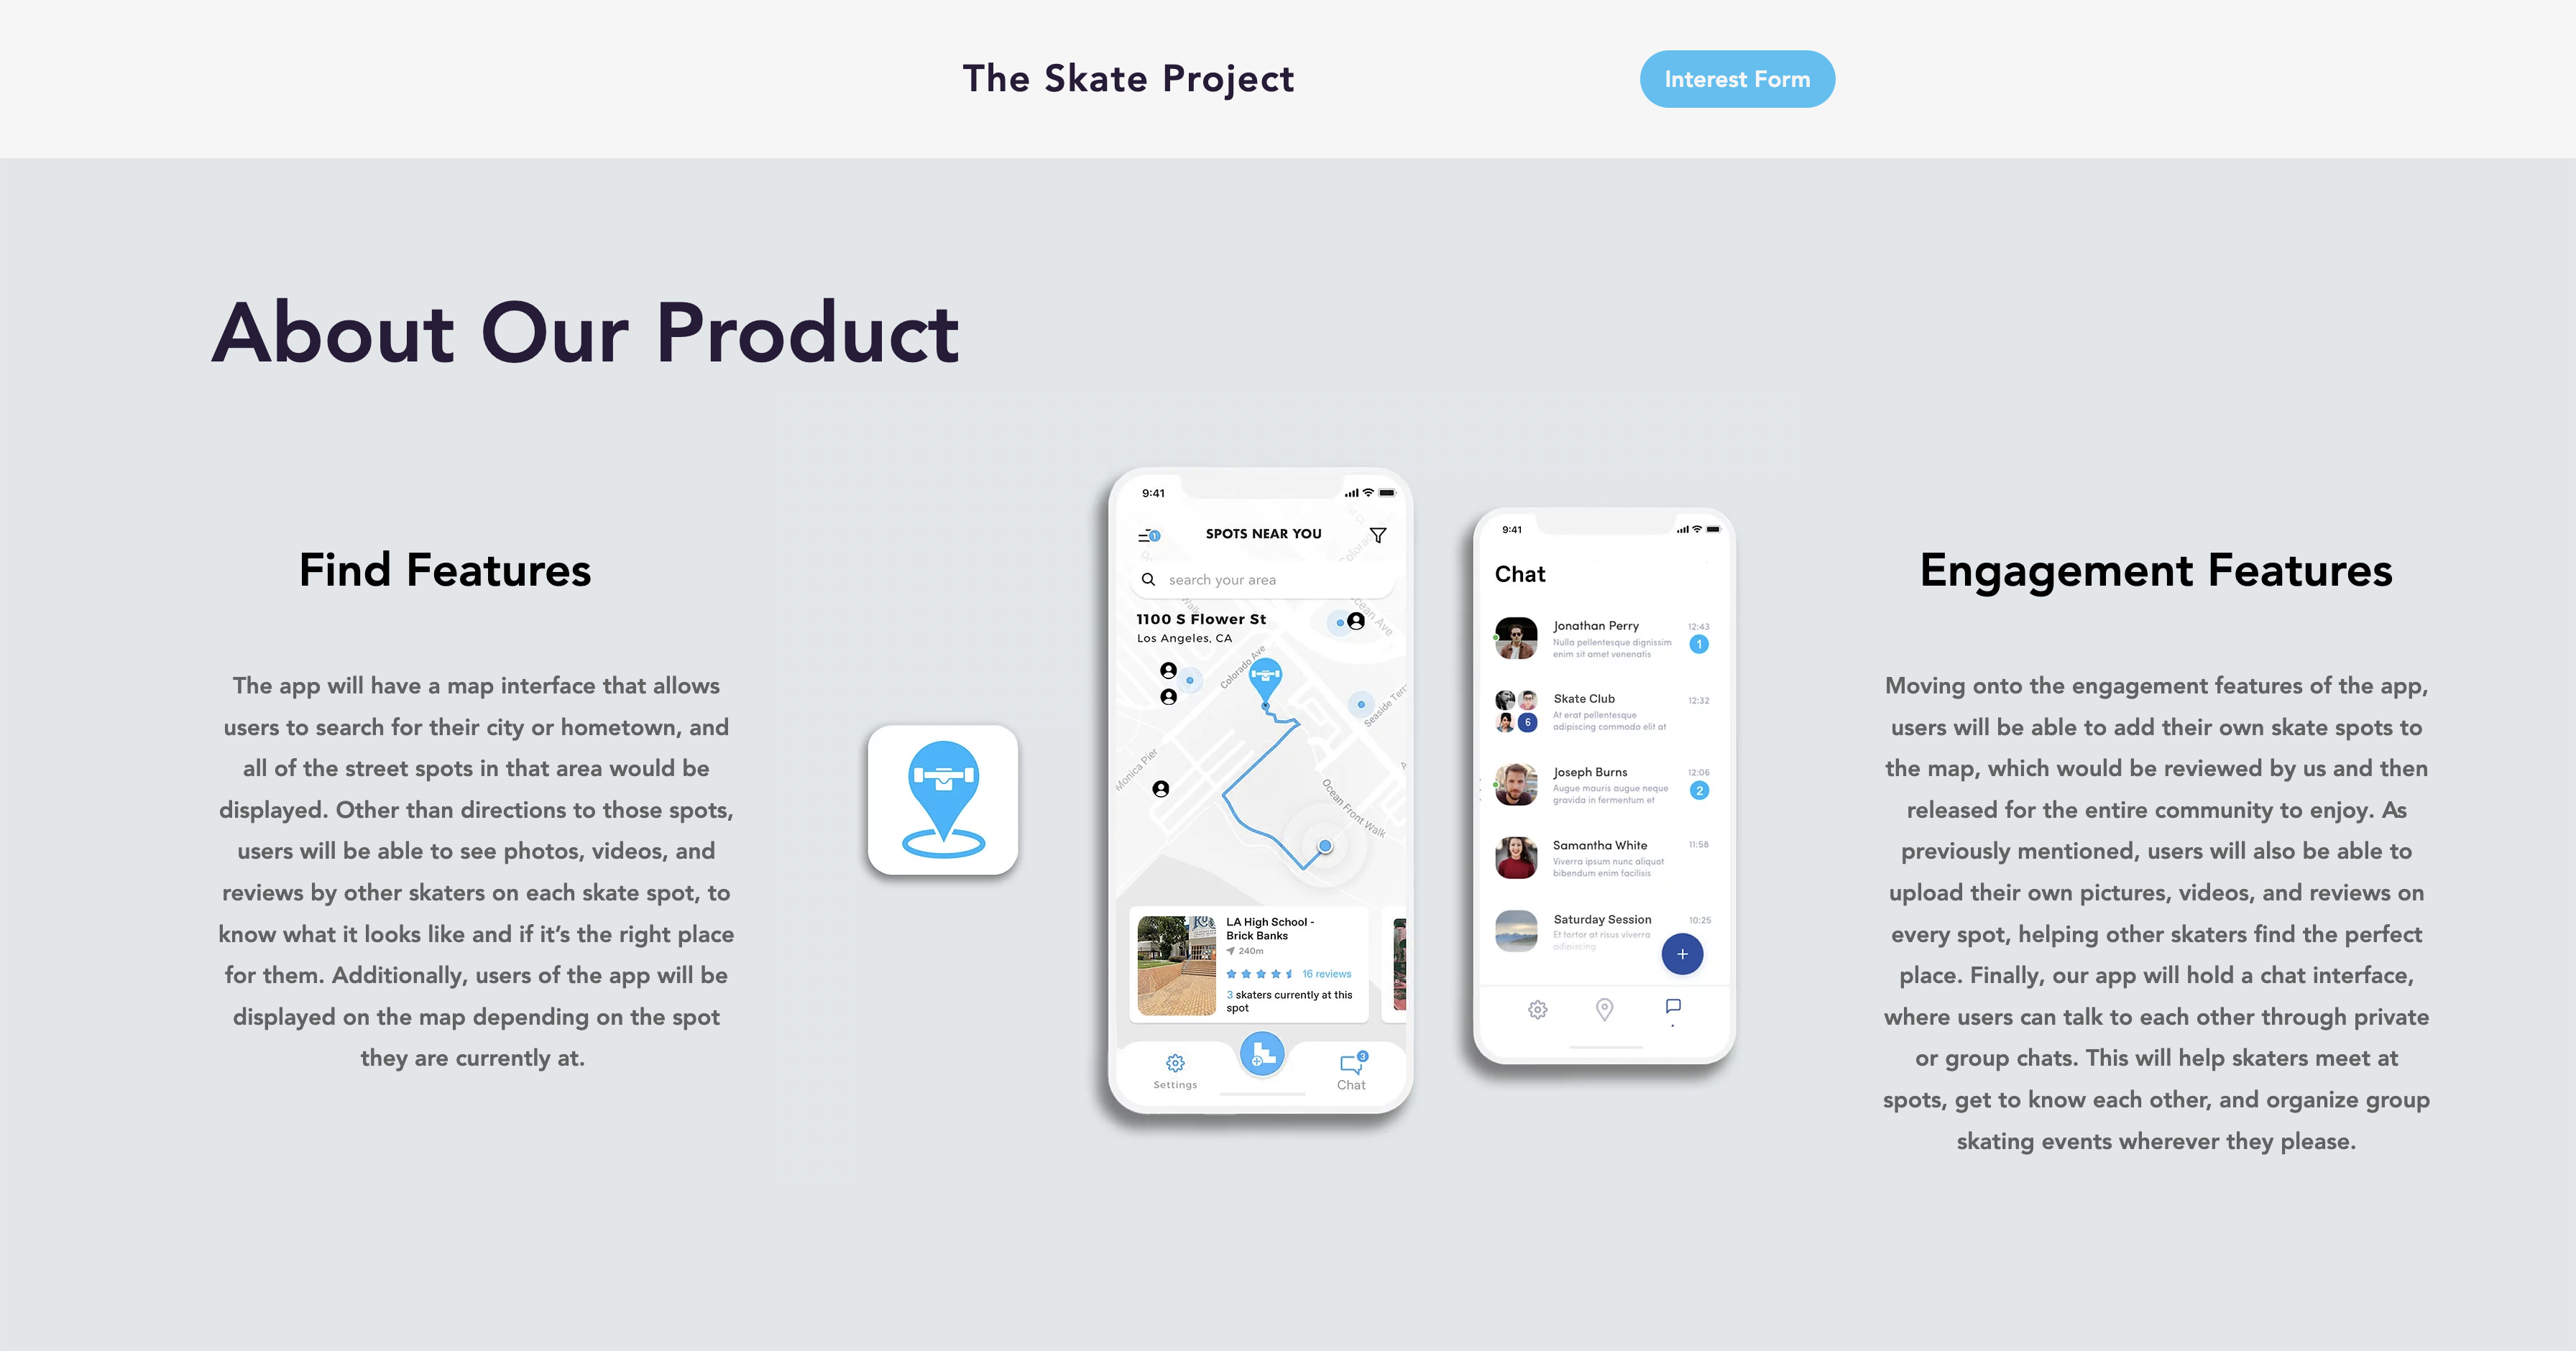 The Skate Project
Interest Form
About Our Product
Find Features
The app will have a map interface that allows
users to search for their city or hometown, and
all of the street spots in that area would be
displayed. Other than directions to those spots,
users will be able to see photos, videos, and
reviews by other skaters on each skate spot, to
know what it looks like and if it’s the right place
for them. Additionally, users of the app will be
displayed on the map depending on the spot
they are currently at.
9:41
1
SPOTS NEAR YOU
search your area
1100 S Flower St
Los Angeles, CA
Colorado Ave
Ocean Front Walk
LA High School -
Brick Banks
240m
16 reviews
3 skaters currently at this
spot
Settings
3
Chat
9:41
Chat
Jonathan Perry 12:43
Nulla pellentesque dignissim
enim sit amet venenatis
1
Skate Club 12:32
At erat pellentesque
adipiscing commodo elit at
6
Joseph Burns 12:06
Augue mauris augue neque
gravida in fermentum et
2
Samantha White 11:58
Viverra ipsum nunc aliquot
bibendum enim facilisis
Saturday Session 10:25
Et tortor at risus viverra
adipiscing
Engagement Features
Moving onto the engagement features of the app,
users will be able to add their own skate spots to
the map, which would be reviewed by us and then
released for the entire community to enjoy. As
previously mentioned, users will also be able to
upload their own pictures, videos, and reviews on
every spot, helping other skaters find the perfect
place. Finally, our app will hold a chat interface,
where users can talk to each other through private
or group chats. This will help skaters meet at
spots, get to know each other, and organize group
skating events wherever they please.